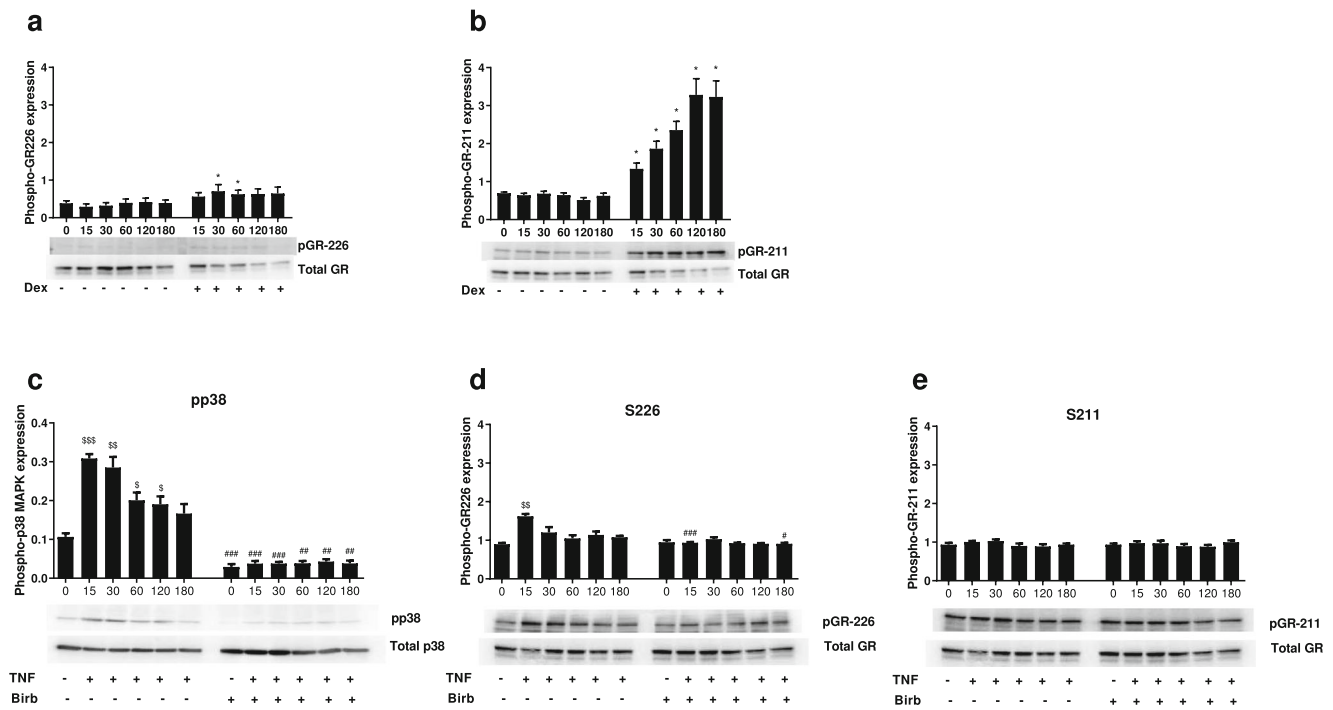 a
Phospho-GR226 expression
4
3
2
1
0
* *
0 15 30 60 120 180 15 30 60 120 180
pGR-226
Total GR
Dex - - - - - - + + + + +
b
Phospho-GR-211 expression
4
3
2
1
0
* * * * *
0 15 30 60 120 180 15 30 60 120 180
pGR-211
Total GR
Dex - - - - - - + + + + +
c
pp38
Phospho-p38 MAPK expression
0.4
0.3
0.2
0.1
0.0
$$$ $$ $ $
### ### ### ## ## ##
0 15 30 60 120 180 0 15 30 60 120 180
pp38
Total p38
TNF - + + + + + - + + + + +
Birb - - - - - - + + + + + +
d
S226
Phospho-GR226 expression
4
3
2
1
0
$$ ### #
0 15 30 60 120 180 0 15 30 60 120 180
pGR-226
Total GR
TNF - + + + + + - + + + + +
Birb - - - - - - + + + + + +
e
S211
Phospho-GR-211 expression
4
3
2
1
0
0 15 30 60 120 180 0 15 30 60 120 180
pGR-211
Total GR
TNF - + + + + + - + + + + +
Birb - - - - - - + + + + + +